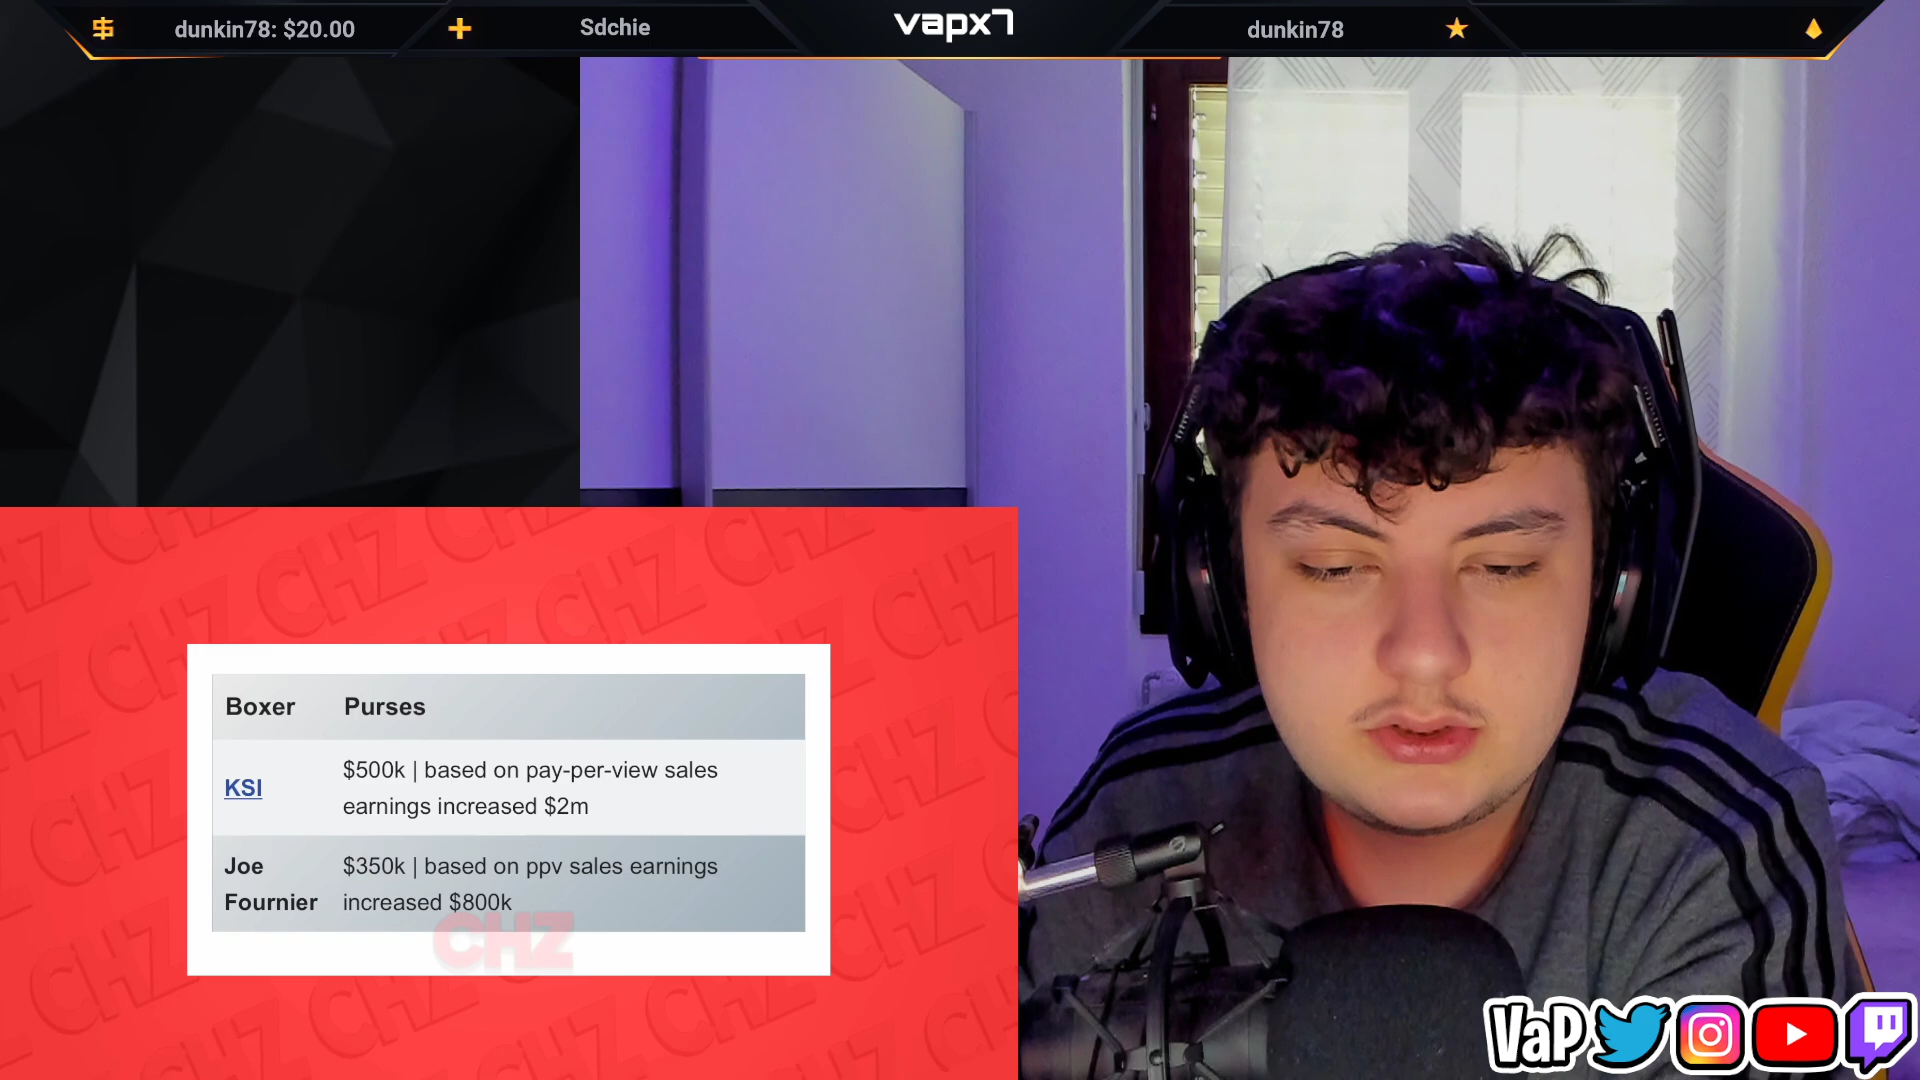 dunkin78: $20.00
Sdchie
vapx7
dunkin78
Boxer Purses
KSI
$500k | based on pay-per-view sales
earnings increased $2m
Joe
Fournier
$350k | based on ppv sales earnings
increased $800k
CHZ
VaP